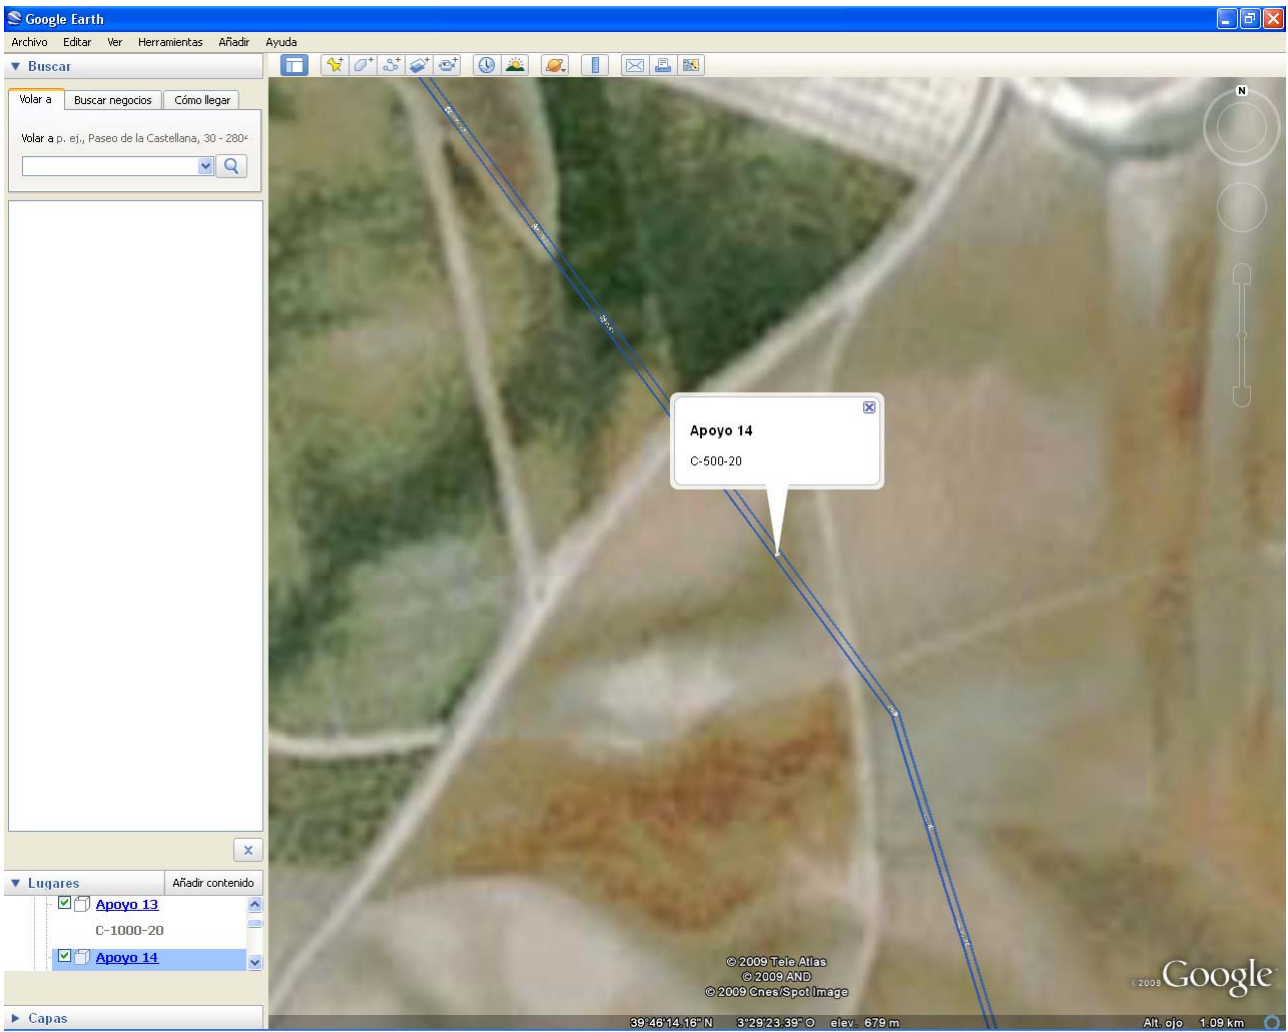 Google Earth
Archivo Editar Ver Herramientas Añadir Ayuda
Buscar
Volar a Buscar negocios Cómo llegar
Volar a p. ej., Paseo de la Castellana, 30 - 280
N
Apoyo 14
C-500-20
Lugares Añadir contenido
Apoyo 13
C-1000-20
Apoyo 14
Capas
© 2009 Tele Atlas
© 2009 AND
© 2009 Cnes/Spot Image
©2009 Google
39°46'14.16" N 3°29'23.39" O elev. 679 m Alt. ojo 1.09 km